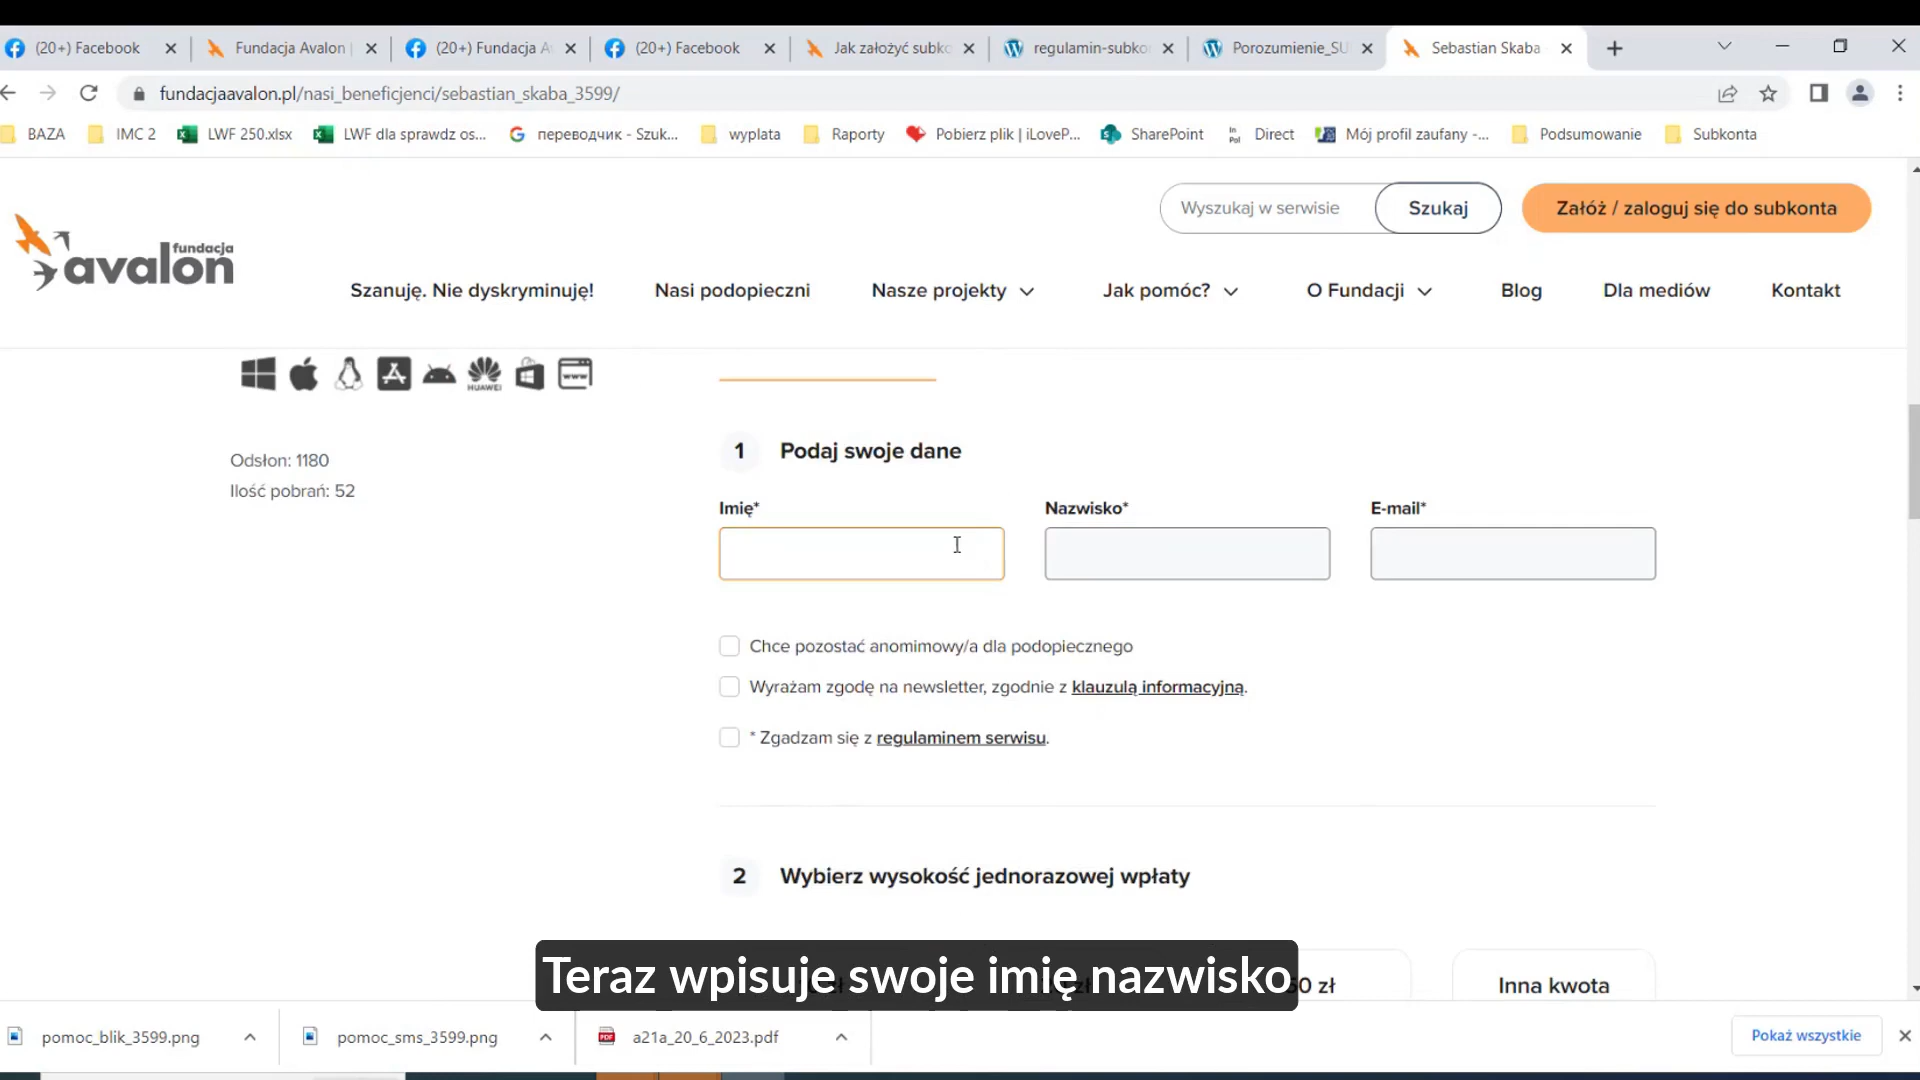 (20+) Facebook
Fundacja Avalon |
(20+) Fundacja A
(20+) Facebook
Jak założyć subko
regulamin-subko
Porozumienie_SU
Sebastian Skaba
fundacjaavalon.pl/nasi_beneficjenci/sebastian_skaba_3599/
BAZA
IMC 2
LWF 250.xlsx
LWF dla sprawdz os...
переводчик - Szuk...
wyplata
Raporty
Pobierz plik | iLoveP...
SharePoint
Direct
Mój profil zaufany -...
Podsumowanie
Subkonta
Wyszukaj w serwisie
Szukaj
Załóż / zaloguj się do subkonta
fundacja
avalon
Szanuję. Nie dyskryminuję!
Nasi podopieczni
Nasze projekty
Jak pomóc?
O Fundacji
Blog
Dla mediów
Kontakt
HUAWEI
www
Odsłon: 1180
Ilość pobrań: 52
1 Podaj swoje dane
Imię*
Nazwisko*
E-mail*
Chce pozostać anomimowy/a dla podopiecznego
Wyrażam zgodę na newsletter, zgodnie z klauzulą informacyjną.
* Zgadzam się z regulaminem serwisu.
2 Wybierz wysokość jednorazowej wpłaty
Inna kwota
Teraz wpisuje swoje imię nazwisko
pomoc_blik_3599.png
pomoc_sms_3599.png
a21a_20_6_2023.pdf
Pokaż wszystkie